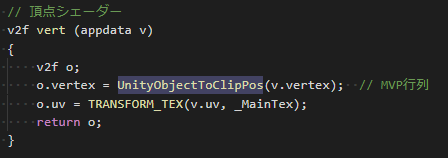 // 頂点シェーダー
v2f vert (appdata v)
{
    v2f o;
    o.vertex = UnityObjectToClipPos(v.vertex);  // MVP行列
    o.uv = TRANSFORM_TEX(v.uv, _MainTex);
    return o;
}